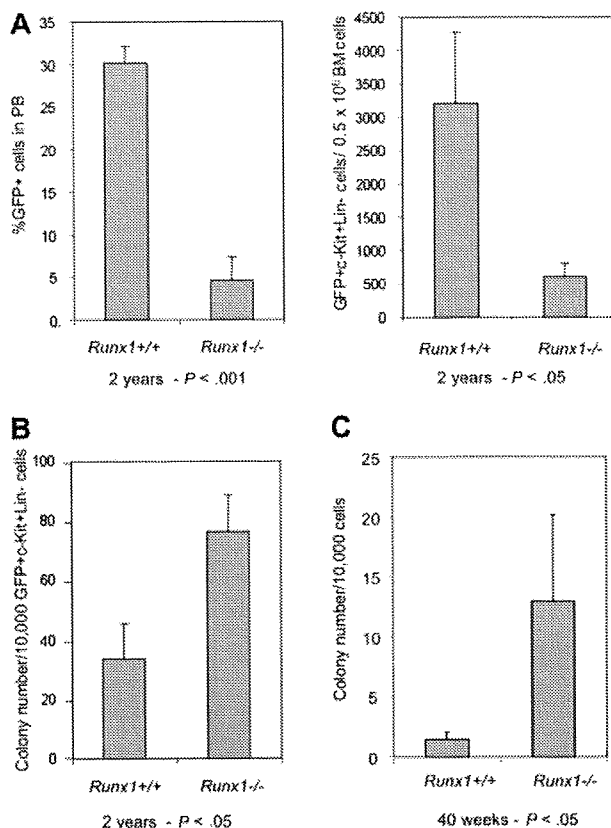 A
%GFP+ cells in PB
35
30
25
20
15
10
5
0.
Runx1+/+ Runx1-/-
2 years - P < .001
GFP+c-Kit+Lin- cells/ 0.5 x 10⁶ BM cells
4500
4000
3500
3000
2500
2000
1500
1000
500
0
Runx1+/+ Runx1-/-
2 years - P < .05
B
Colony number/10,000 GFP+c-Kit+Lin- cells
100
80
60
40
20
0
Runx1+/+ Runx1-/-
2 years - P < .05
C
Colony number/10,000 cells
25
20
15
10
5
0
Runx1+/+ Runx1-/-
40 weeks - P < .05